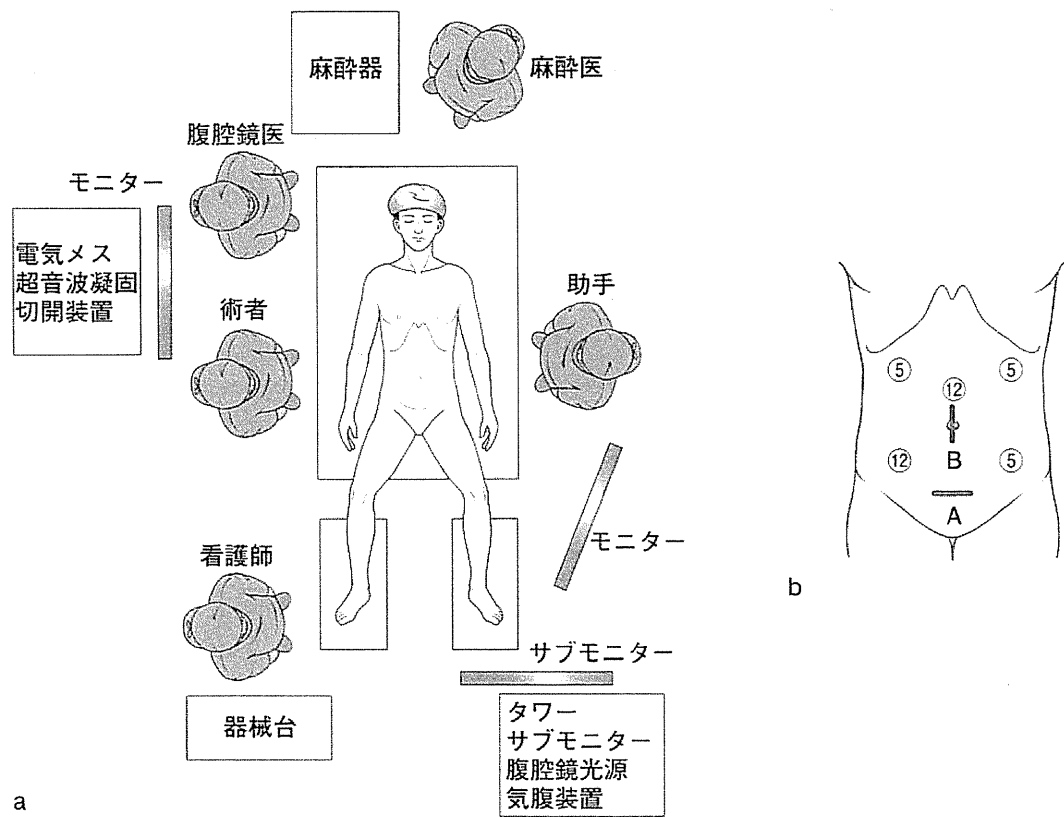 麻酔器
麻酔医
腹腔鏡医
モニター
電気メス
超音波凝固
切開装置
術者
助手
モニター
看護師
サブモニター
器械台
タワー
サブモニター
腹腔鏡光源
気腹装置
a
5
5
12
12
B
5
A
b